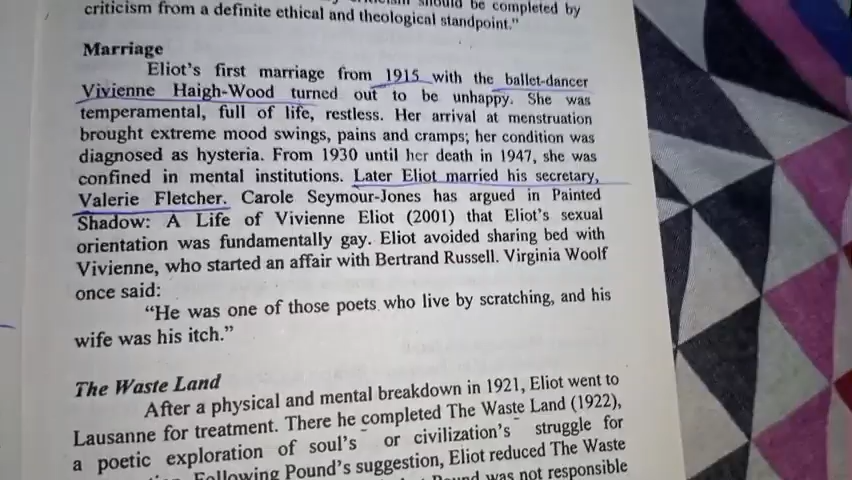 criticism from a definite ethical and theological standpoint."
should be completed by
Marriage
Eliot's first marriage from 1915 with the ballet-dancer
Vivienne Haigh-Wood turned out to be unhappy. She was
temperamental, full of life, restless. Her arrival at menstruation
brought extreme mood swings, pains and cramps; her condition was
diagnosed as hysteria. From 1930 until her death in 1947, she was
confined in mental institutions. Later Eliot married his secretary,
Valerie Fletcher. Carole Seymour-Jones has argued in Painted
Shadow: A Life of Vivienne Eliot (2001) that Eliot's sexual
orientation was fundamentally gay. Eliot avoided sharing bed with
Vivienne, who started an affair with Bertrand Russell. Virginia Woolf
once said:
"He was one of those poets who live by scratching, and his
wife was his itch."
The Waste Land
After a physical and mental breakdown in 1921, Eliot went to
Lausanne for treatment. There he completed The Waste Land (1922),
a poetic exploration of soul's or civilization's struggle for
Following Pound's suggestion, Eliot reduced The Waste
Pound was not responsible